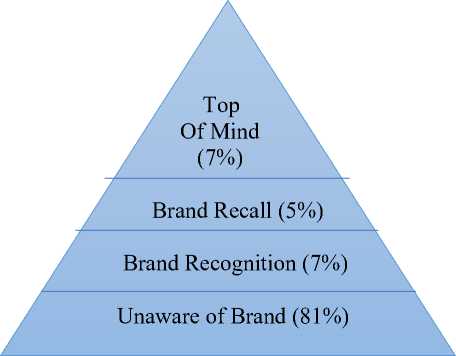 Top
Of Mind
(7%)
Brand Recall (5%)
Brand Recognition (7%)
Unaware of Brand (81%)